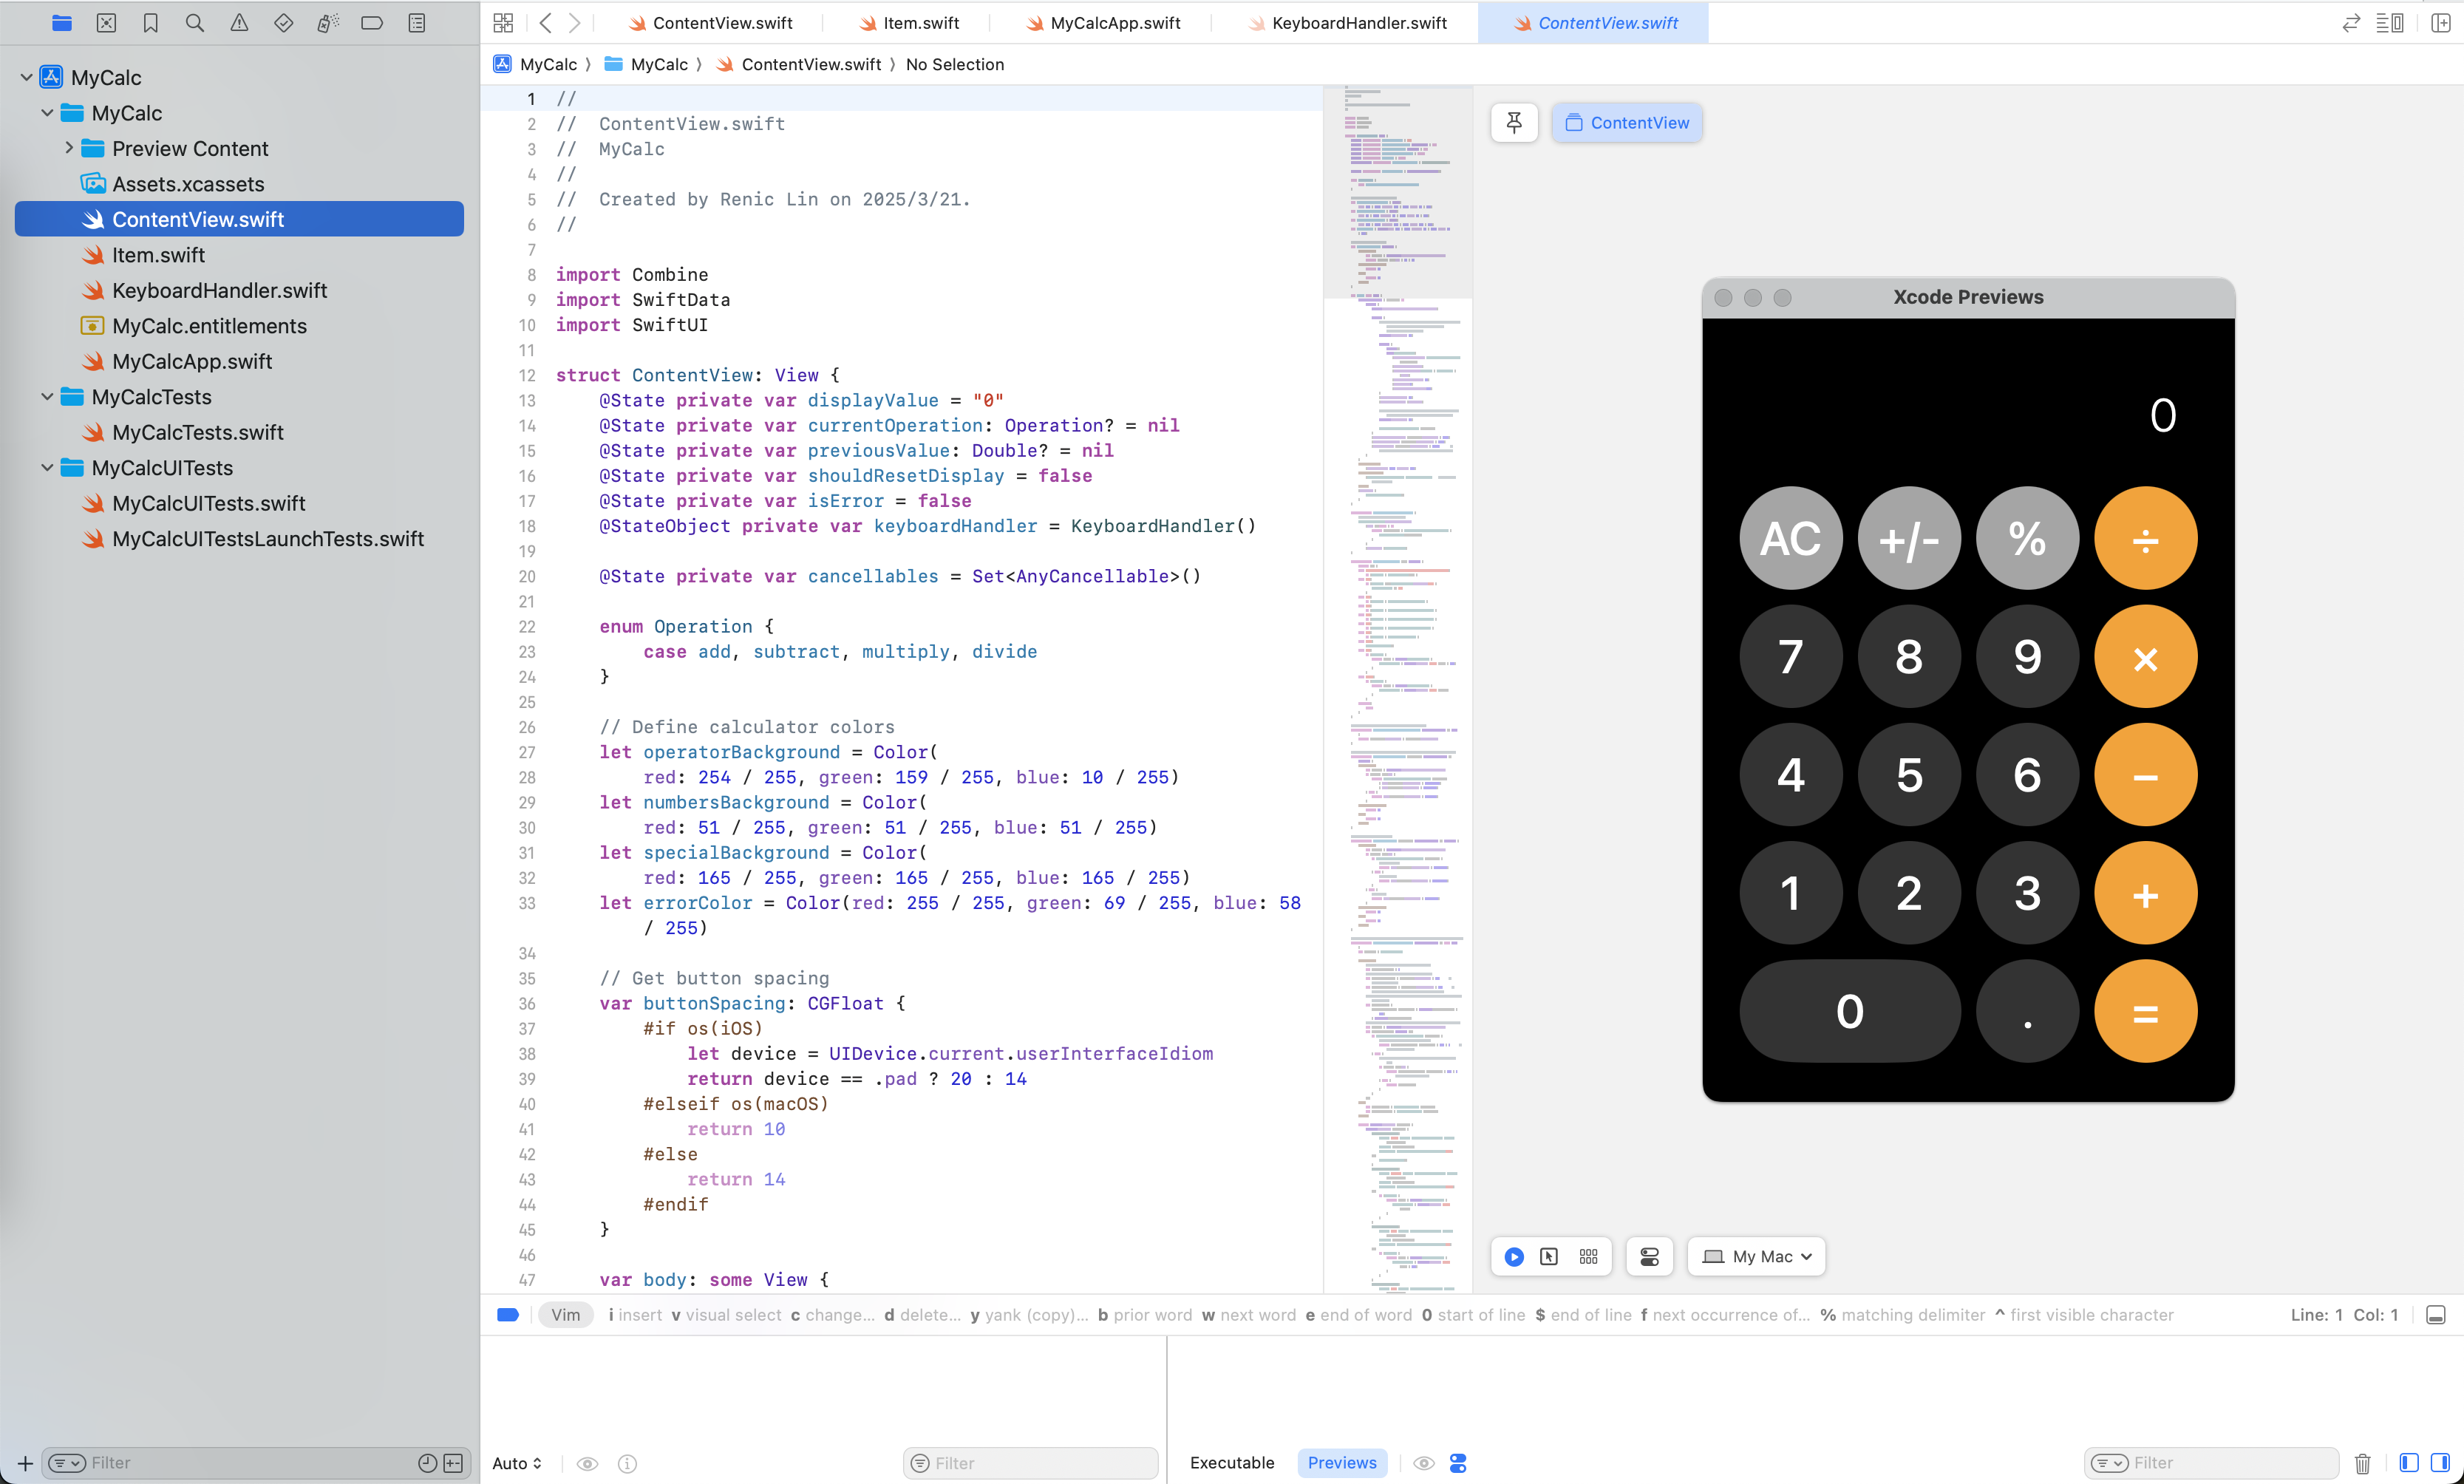 MyCalc
MyCalc
Preview Content
Assets.xcassets
ContentView.swift
Item.swift
KeyboardHandler.swift
MyCalc.entitlements
MyCalcApp.swift
MyCalcTests
MyCalcTests.swift
MyCalcUITests
MyCalcUITests.swift
MyCalcUITestsLaunchTests.swift
Filter
ContentView.swift Item.swift MyCalcApp.swift KeyboardHandler.swift ContentView.swift
MyCalc ⟩ MyCalc ⟩ ContentView.swift ⟩ No Selection
1 //
2 //  ContentView.swift
3 //  MyCalc
4 //
5 //  Created by Renic Lin on 2025/3/21.
6 //
7
8 import Combine
9 import SwiftData
10 import SwiftUI
11
12 struct ContentView: View {
13     @State private var displayValue = "0"
14     @State private var currentOperation: Operation? = nil
15     @State private var previousValue: Double? = nil
16     @State private var shouldResetDisplay = false
17     @State private var isError = false
18     @StateObject private var keyboardHandler = KeyboardHandler()
19
20     @State private var cancellables = Set<AnyCancellable>()
21
22     enum Operation {
23         case add, subtract, multiply, divide
24     }
25
26     // Define calculator colors
27     let operatorBackground = Color(
28         red: 254 / 255, green: 159 / 255, blue: 10 / 255)
29     let numbersBackground = Color(
30         red: 51 / 255, green: 51 / 255, blue: 51 / 255)
31     let specialBackground = Color(
32         red: 165 / 255, green: 165 / 255, blue: 165 / 255)
33     let errorColor = Color(red: 255 / 255, green: 69 / 255, blue: 58
/ 255)
34
35     // Get button spacing
36     var buttonSpacing: CGFloat {
37         #if os(iOS)
38             let device = UIDevice.current.userInterfaceIdiom
39             return device == .pad ? 20 : 14
40         #elseif os(macOS)
41             return 10
42         #else
43             return 14
44         #endif
45     }
46
47     var body: some View {
ContentView
Xcode Previews
0
AC +/- % ÷
7 8 9 ×
4 5 6 −
1 2 3 +
0 . =
My Mac
Vim i insert v visual select c change... d delete... y yank (copy)... b prior word w next word e end of word 0 start of line $ end of line f next occurrence of... % matching delimiter ^ first visible character Line: 1 Col: 1
Auto Filter Executable Previews Filter